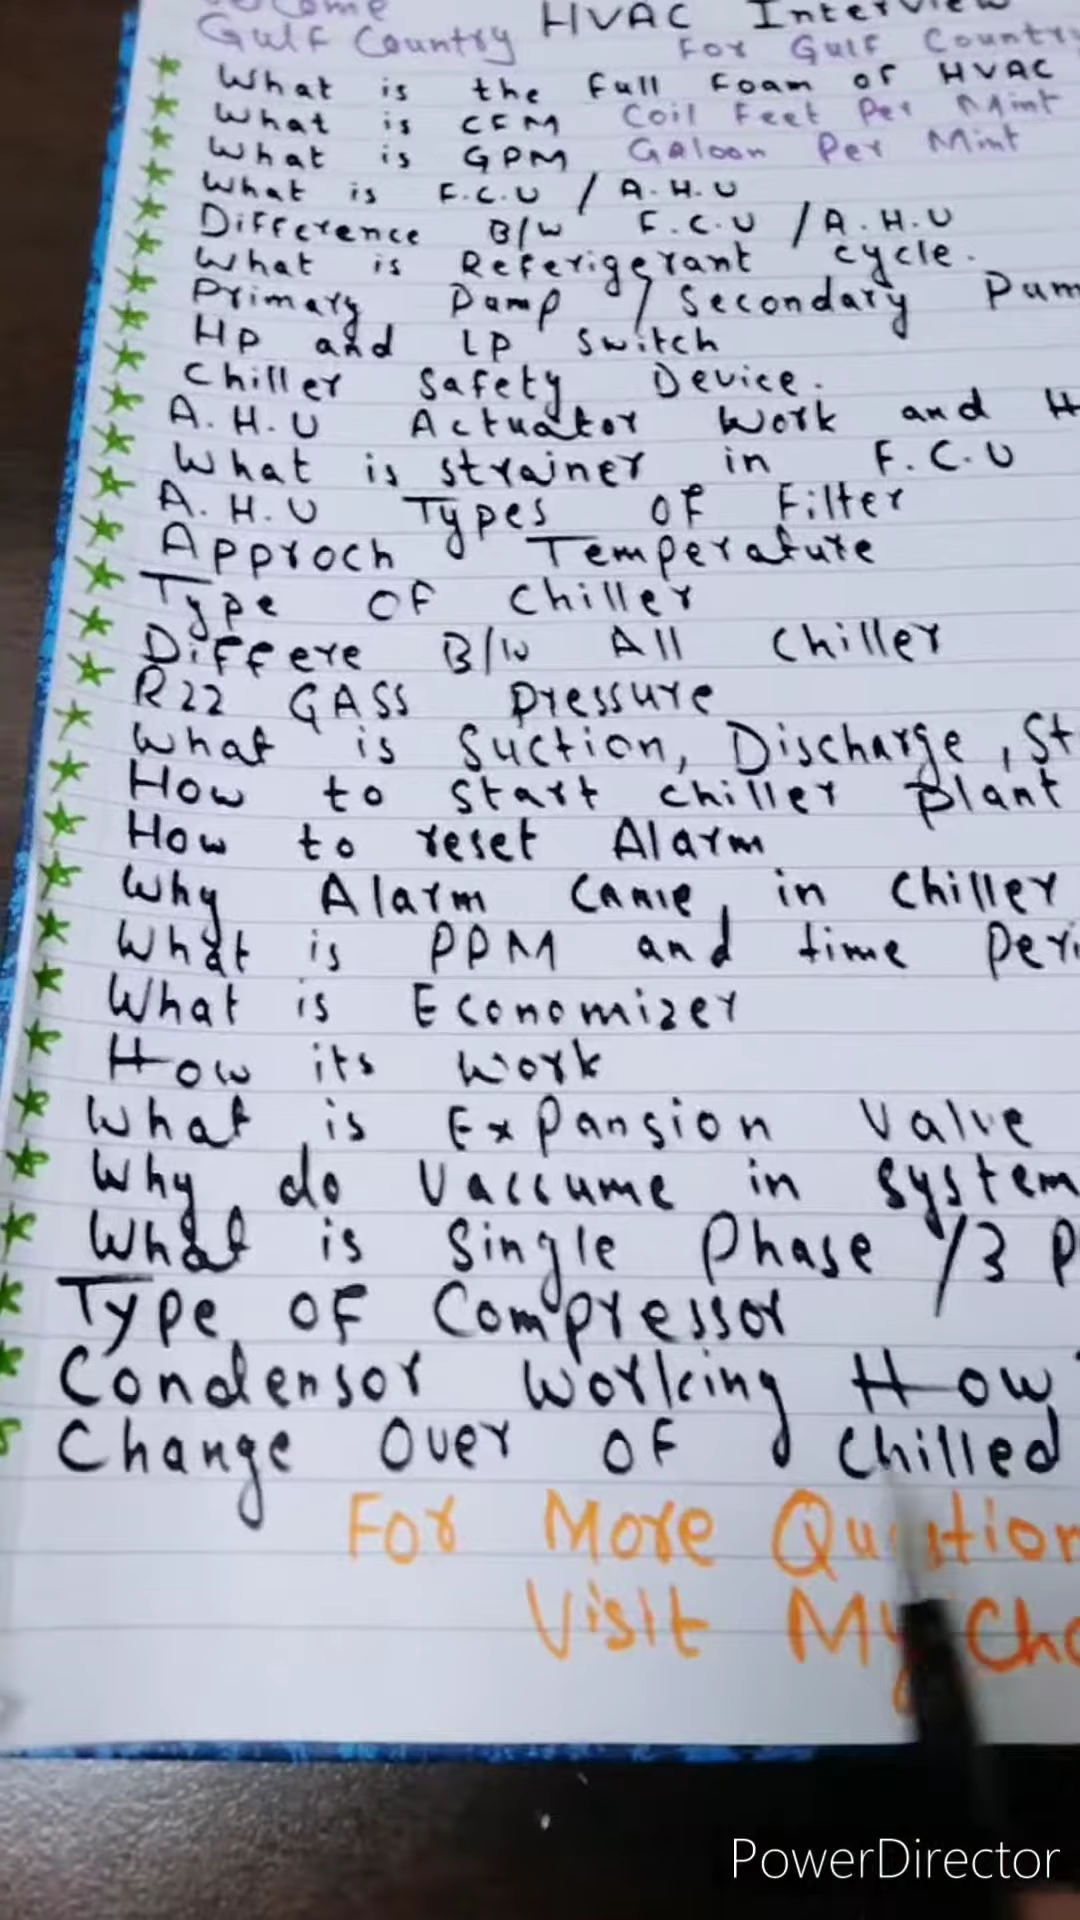 HVAC Interview
Gulf Country For Gulf Country
What is the Full Foam of HVAC
What is CFM Coil Feet Per Mint
What is GPM Galoon Per Mint
What is F.C.U / A.H.U
Difference B/W F.C.U / A.H.U
What is Referigerant cycle.
Primary Pump / Secondary Pum
HP and LP Switch
Chiller Safety Device.
A.H.U Actuator Work and H
What is strainer in F.C.U
A.H.U Types of Filter
Approch Temperature
Type of chiller
Differe B/W All chiller
R22 GASS Pressure
What is Suction, Discharge, St
How to start chiller plant
How to reset Alarm
Why Alarm came in chiller
What is PPM and time Peri
What is Economizer
How its work
What is Expansion Valve
Why do Vaccume in system
What is Single Phase /3 P
Type of Compressor
Condensor Working How
Change Over of chilled
For More Question
Visit My Cha
PowerDirector